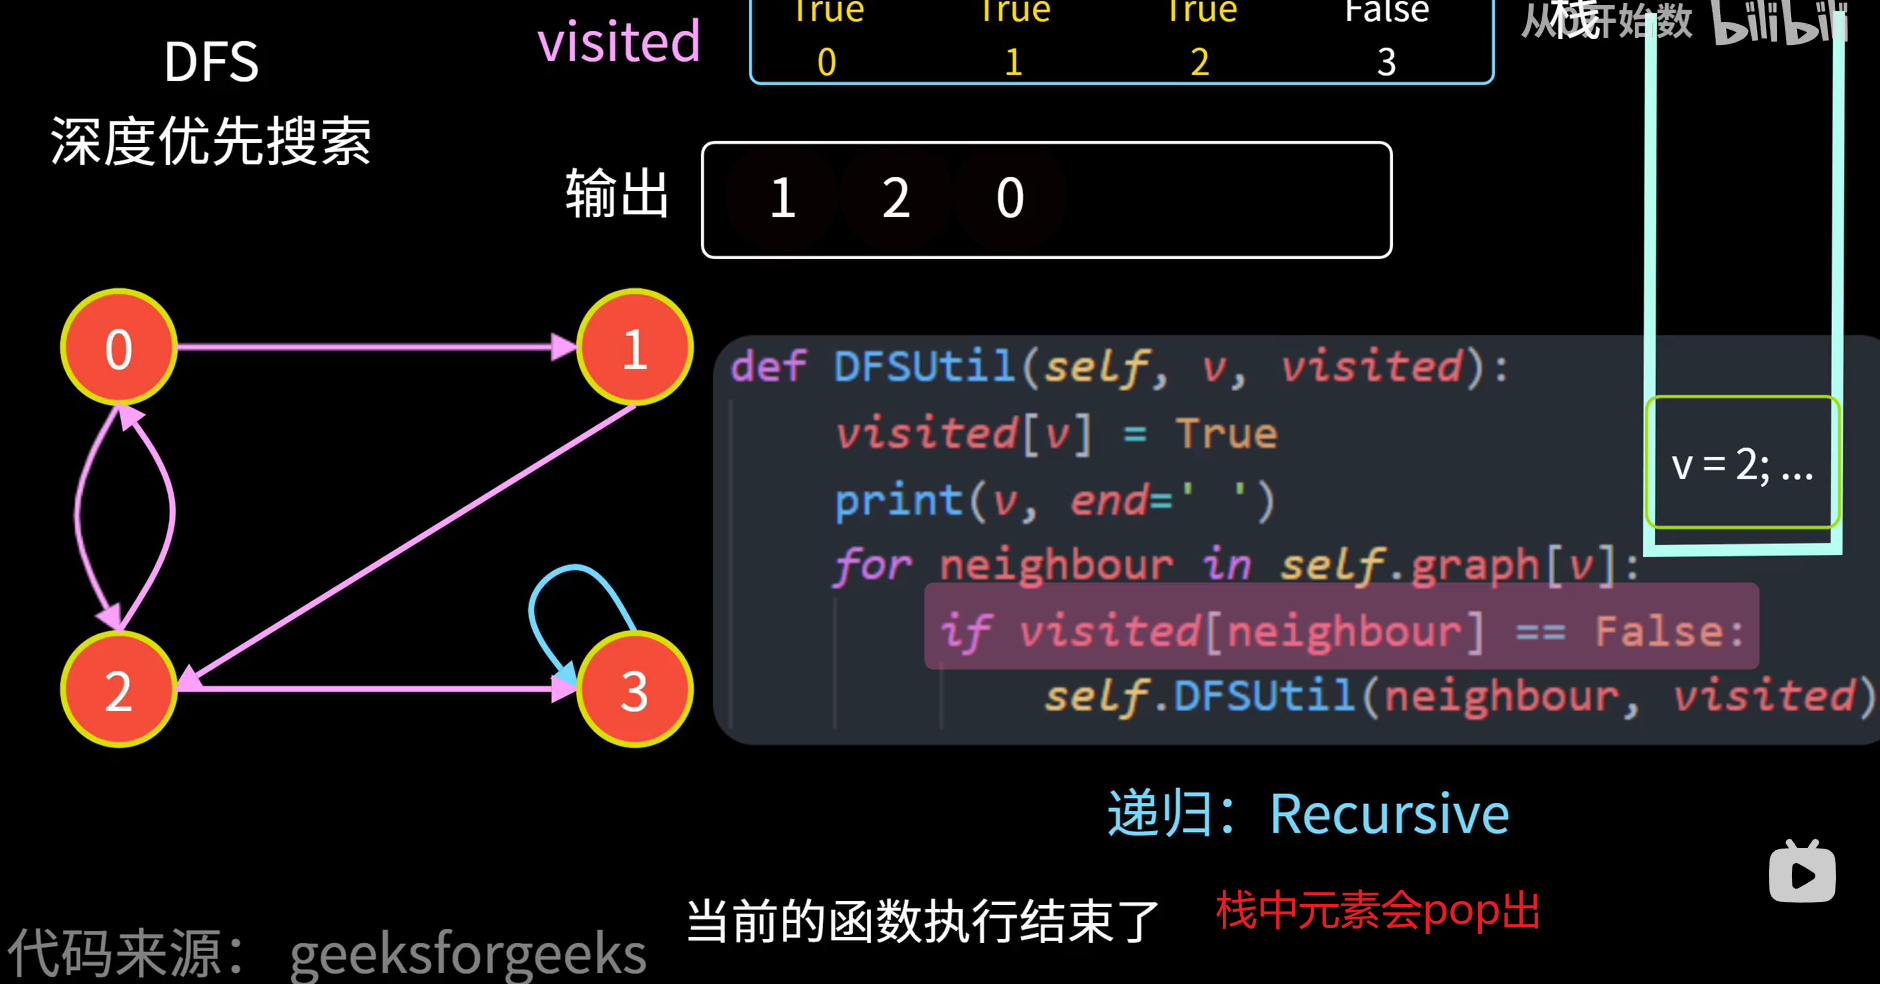 DFS
深度优先搜索
visited
True True True False
0 1 2 3
从0开始数
bilibili
栈
输出
1 2 0
0
1
2
3
def DFSUtil(self, v, visited):
visited[v] = True
print(v, end=' ')
for neighbour in self.graph[v]:
if visited[neighbour] == False:
self.DFSUtil(neighbour, visited)
v = 2; ...
递归：Recursive
当前的函数执行结束了
栈中元素会pop出
代码来源： geeksforgeeks